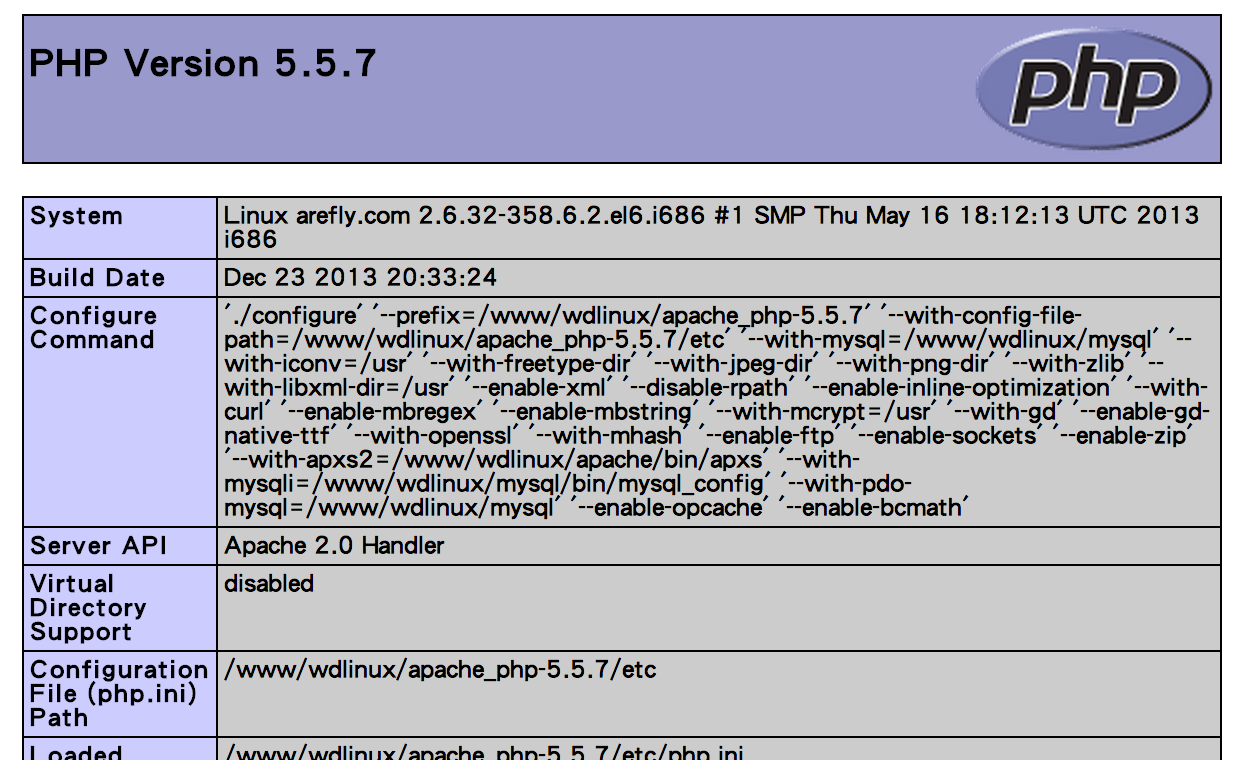 PHP Version 5.5.7
php
System
Linux arefly.com 2.6.32-358.6.2.el6.i686 #1 SMP Thu May 16 18:12:13 UTC 2013
i686
Build Date
Dec 23 2013 20:33:24
Configure
Command
'./configure' '--prefix=/www/wdlinux/apache_php-5.5.7' '--with-config-file-
path=/www/wdlinux/apache_php-5.5.7/etc' '--with-mysql=/www/wdlinux/mysql' '--
with-iconv=/usr' '--with-freetype-dir' '--with-jpeg-dir' '--with-png-dir' '--with-zlib' '--
with-libxml-dir=/usr' '--enable-xml' '--disable-rpath' '--enable-inline-optimization' '--with-
curl' '--enable-mbregex' '--enable-mbstring' '--with-mcrypt=/usr' '--with-gd' '--enable-gd-
native-ttf' '--with-openssl' '--with-mhash' '--enable-ftp' '--enable-sockets' '--enable-zip'
'--with-apxs2=/www/wdlinux/apache/bin/apxs' '--with-
mysqli=/www/wdlinux/mysql/bin/mysql_config' '--with-pdo-
mysql=/www/wdlinux/mysql' '--enable-opcache' '--enable-bcmath'
Server API
Apache 2.0 Handler
Virtual
Directory
Support
disabled
Configuration
File (php.ini)
Path
/www/wdlinux/apache_php-5.5.7/etc
Loaded
/www/wdlinux/apache_php-5.5.7/etc/php.ini